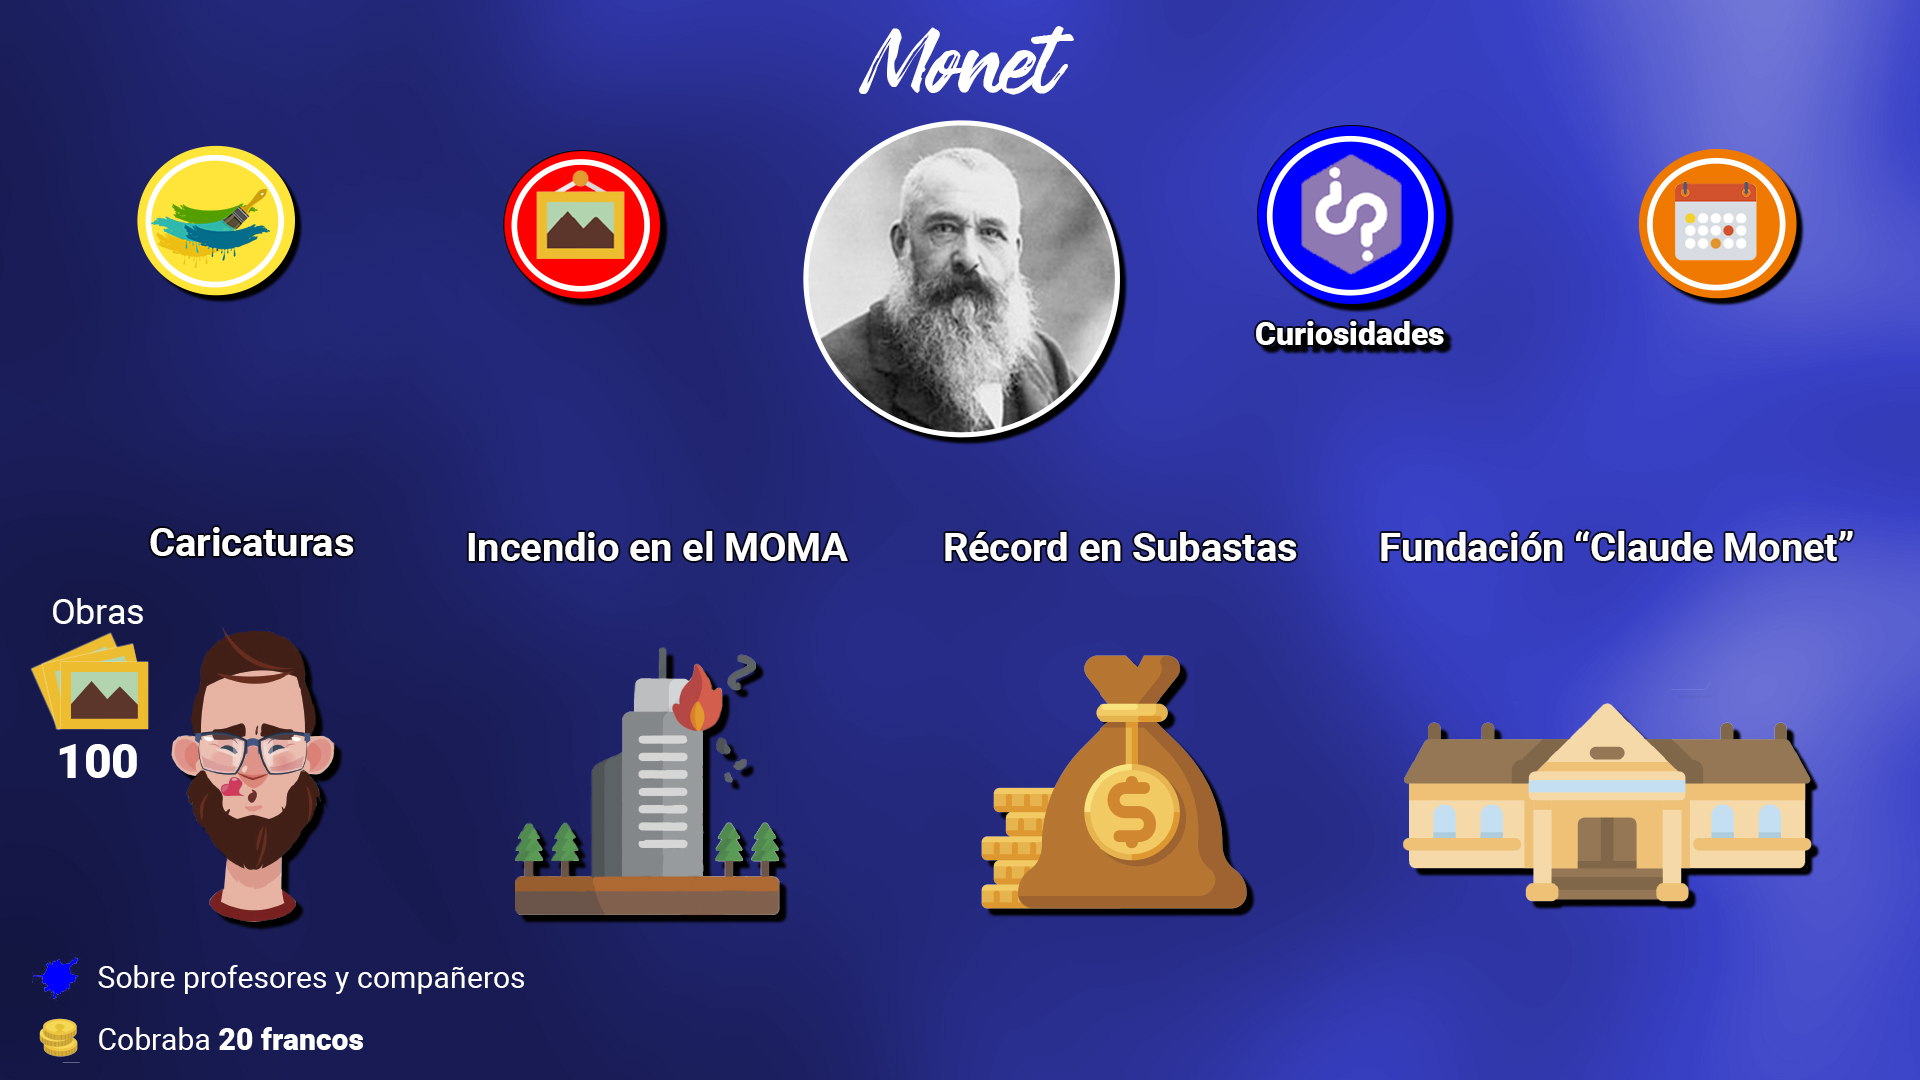 Monet
Curiosidades
Caricaturas
Incendio en el MOMA
Récord en Subastas
Fundación “Claude Monet”
Obras
100
$
Sobre profesores y compañeros
Cobraba 20 francos